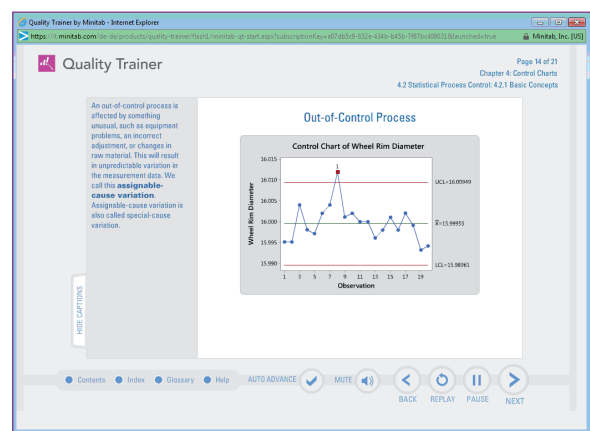 Quality Trainer by Minitab - Internet Explorer
Minitab, Inc. [US]
Quality Trainer
Page 14 of 21
Chapter 4: Control Charts
4.2 Statistical Process Control: 4.2.1 Basic Concepts
An out-of-control process is
affected by something
unusual, such as equipment
problems, an incorrect
adjustment, or changes in
raw material. This will result
in unpredictable variation in
the measurement data. We
call this assignable-
cause variation.
Assignable-cause variation is
also called special-cause
variation.
Out-of-Control Process
Control Chart of Wheel Rim Diameter
16.015
16.010
16.005
16.000
15.995
15.990
Wheel Rim Diameter
1
UCL=16.00949
X̄=15.99955
LCL=15.98961
1 3 5 7 9 11 13 15 17 19
Observation
HIDE CAPTIONS
Contents Index Glossary Help AUTO ADVANCE MUTE
BACK REPLAY PAUSE NEXT